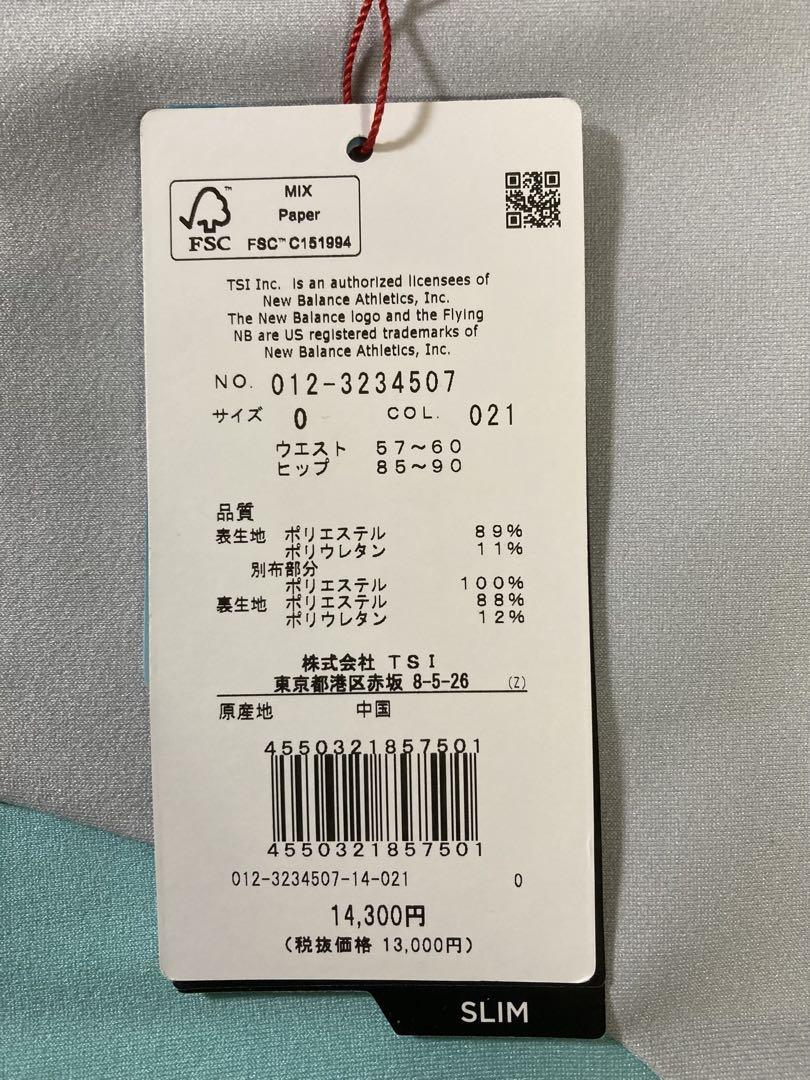 MIX
Paper
FSC™ C151994
FSC
TSI Inc. is an authorized licensees of
New Balance Athletics, Inc.
The New Balance logo and the Flying
NB are US registered trademarks of
New Balance Athletics, Inc.
NO. 012-3234507
サイズ 0 COL. 021
ウエスト 57～60
ヒップ 85～90
品質
表生地 ポリエステル 89%
ポリウレタン 11%
別布部分
ポリエステル 100%
裏生地 ポリエステル 88%
ポリウレタン 12%
株式会社 TSI
東京都港区赤坂 8-5-26 (Z)
原産地 中国
4550321857501
4550321857501
012-3234507-14-021 0
14,300円
(税抜価格 13,000円)
SLIM